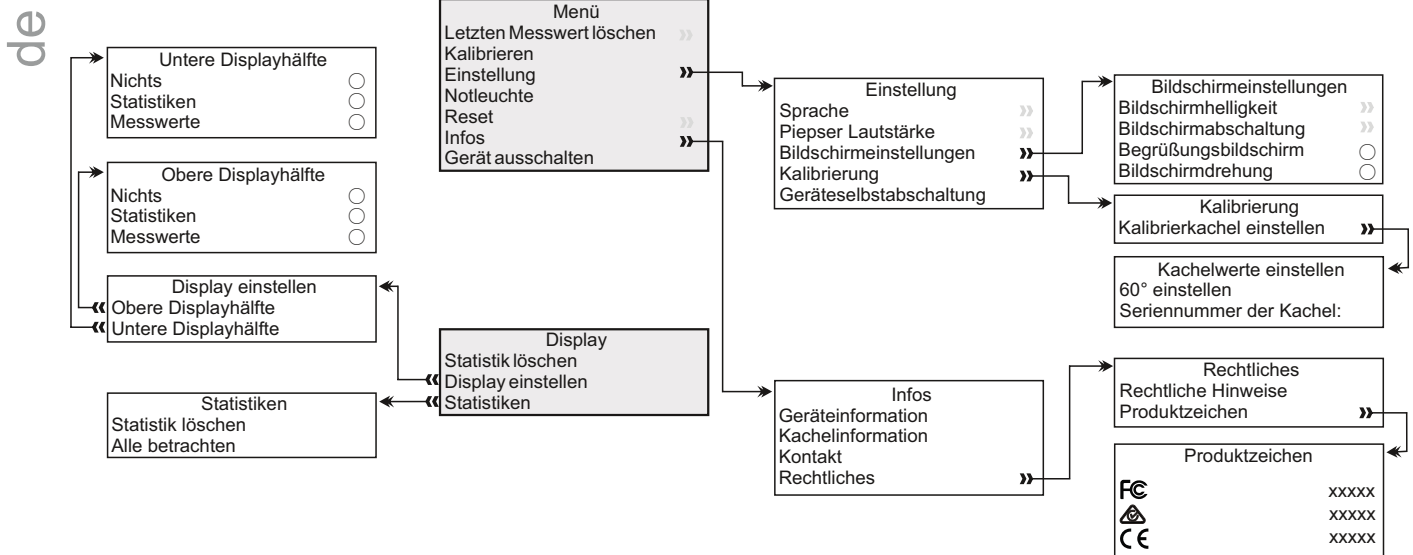 de
Untere Displayhälfte
Nichts
Statistiken
Messwerte
Obere Displayhälfte
Nichts
Statistiken
Messwerte
Display einstellen
Obere Displayhälfte
Untere Displayhälfte
Statistiken
Statistik löschen
Alle betrachten
Menü
Letzten Messwert löschen
Kalibrieren
Einstellung
Notleuchte
Reset
Infos
Gerät ausschalten
Display
Statistik löschen
Display einstellen
Statistiken
Einstellung
Sprache
Piepser Lautstärke
Bildschirmeinstellungen
Kalibrierung
Geräteselbstabschaltung
Infos
Geräteinformation
Kachelinformation
Kontakt
Rechtliches
Bildschirmeinstellungen
Bildschirmhelligkeit
Bildschirmabschaltung
Begrüßungsbildschirm
Bildschirmdrehung
Kalibrierung
Kalibrierkachel einstellen
Kachelwerte einstellen
60° einstellen
Seriennummer der Kachel:
Rechtliches
Rechtliche Hinweise
Produktzeichen
Produktzeichen
FC xxxxx
xxxxx
CE xxxxx